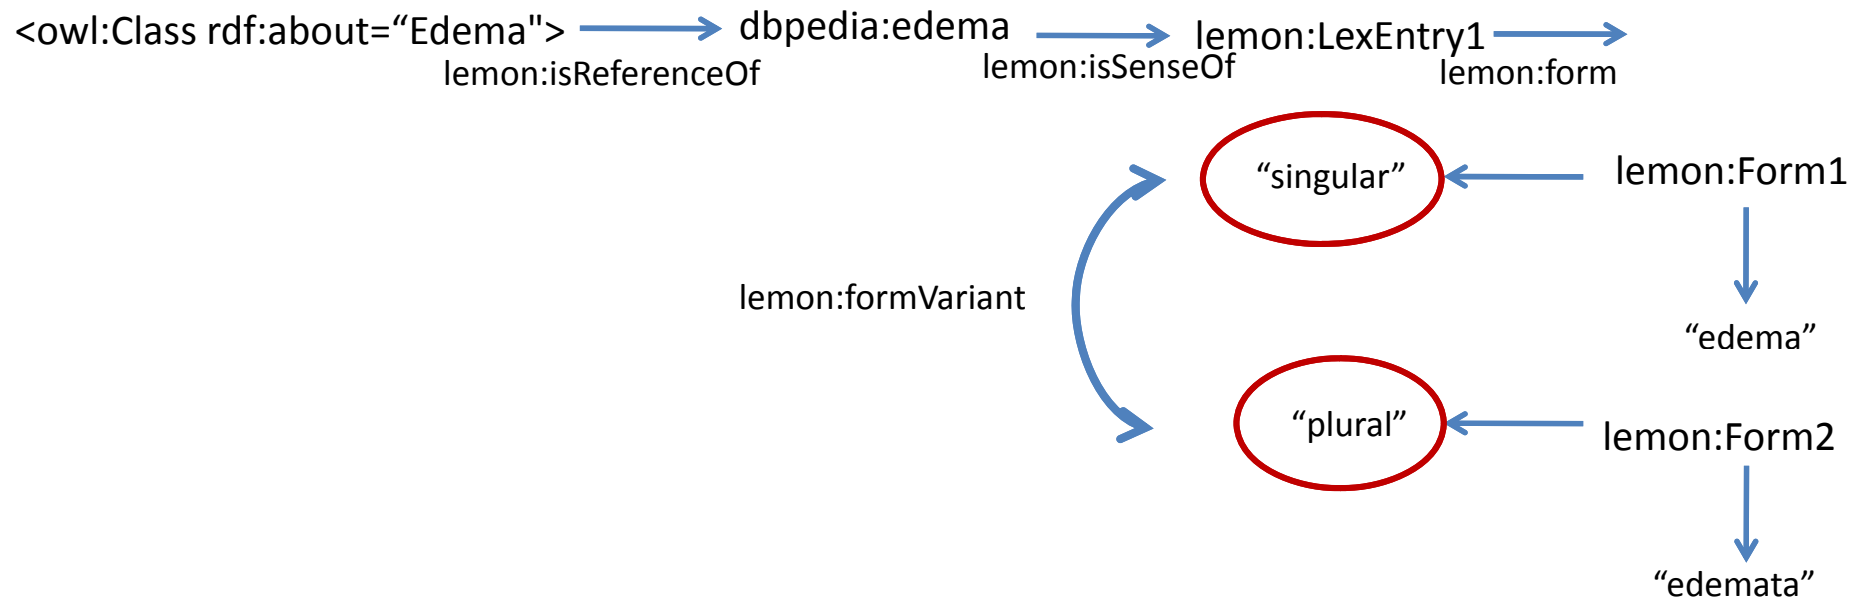 <owl:Class rdf:about=“Edema"> dbpedia:edema lemon:LexEntry1
lemon:isReferenceOf lemon:isSenseOf lemon:form
“singular” lemon:Form1
lemon:formVariant
“edema”
“plural” lemon:Form2
“edemata”